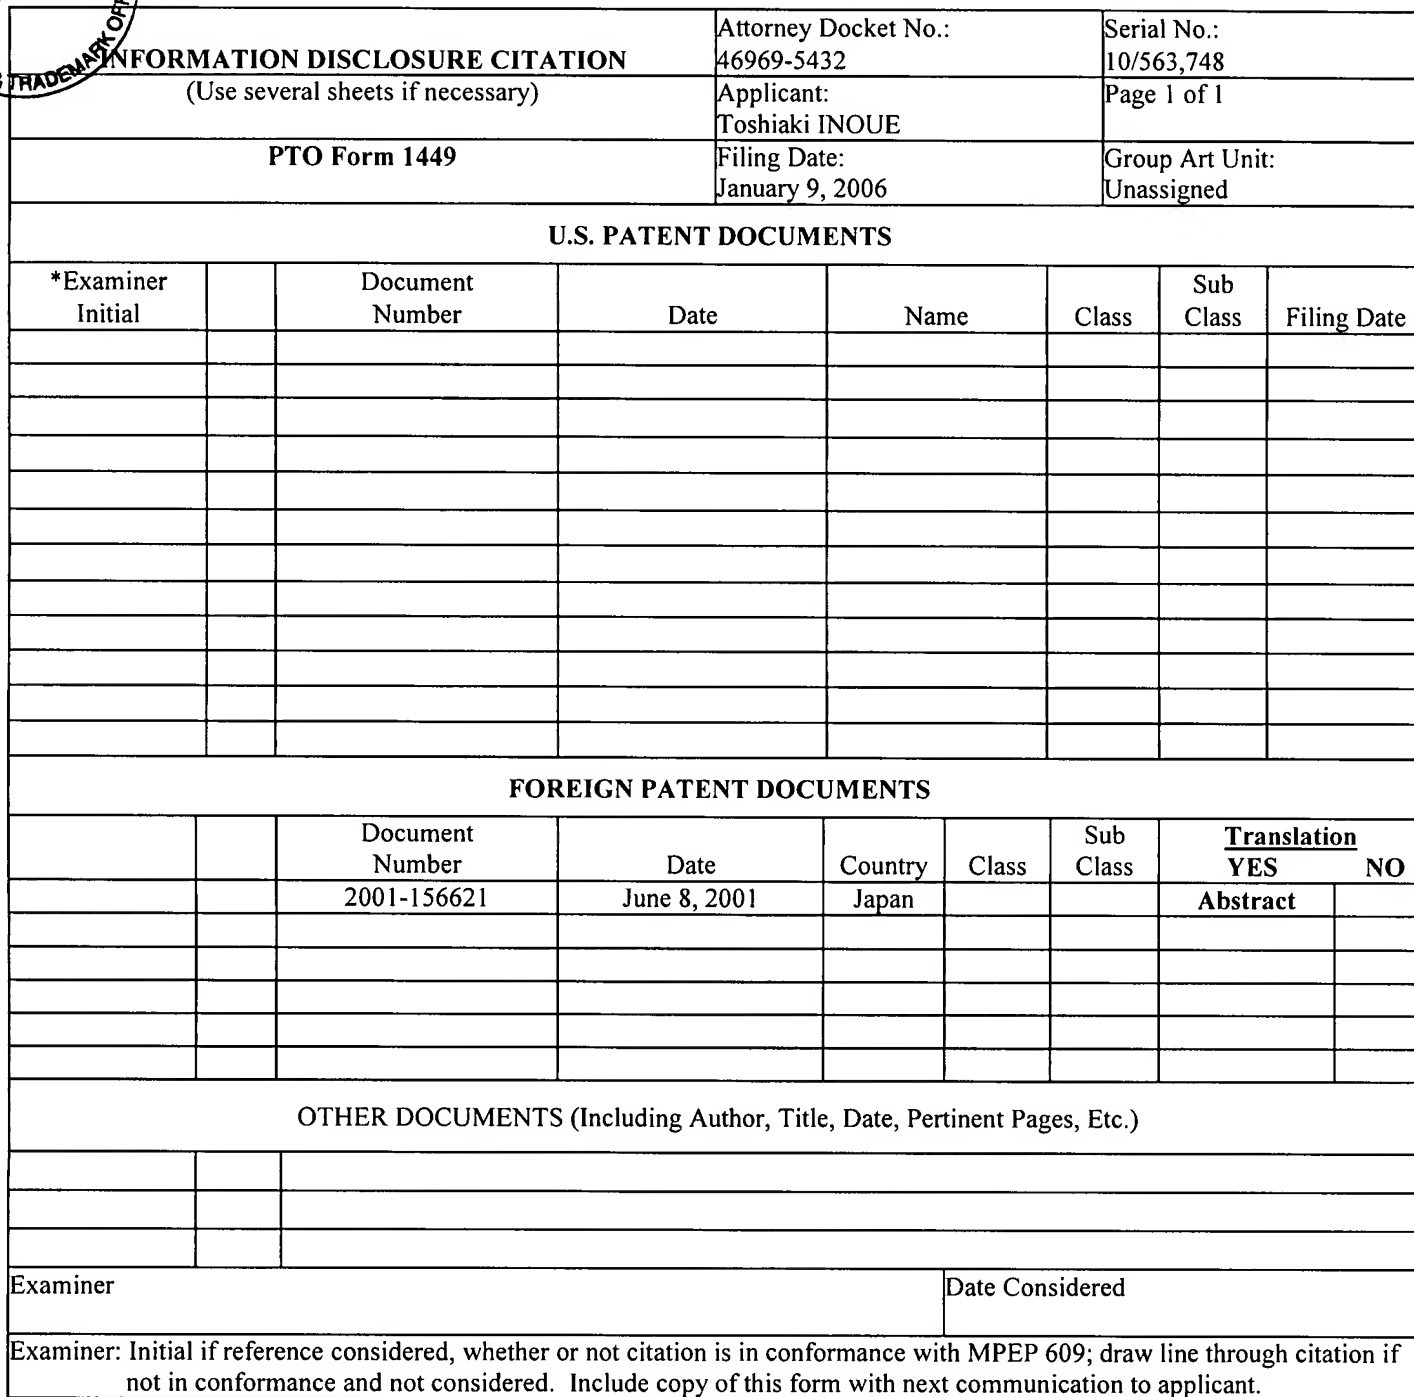 TRADEMARK OF
INFORMATION DISCLOSURE CITATION
(Use several sheets if necessary)
PTO Form 1449
Attorney Docket No.:
46969-5432
Serial No.:
10/563,748
Applicant:
Toshiaki INOUE
Page 1 of 1
Filing Date:
January 9, 2006
Group Art Unit:
Unassigned
U.S. PATENT DOCUMENTS
*Examiner
Initial
Document
Number
Date
Name
Class
Sub
Class
Filing Date
FOREIGN PATENT DOCUMENTS
Document
Number
Date
Country
Class
Sub
Class
Translation
YES NO
2001-156621 June 8, 2001 Japan Abstract
OTHER DOCUMENTS (Including Author, Title, Date, Pertinent Pages, Etc.)
Examiner
Date Considered
Examiner: Initial if reference considered, whether or not citation is in conformance with MPEP 609; draw line through citation if
not in conformance and not considered. Include copy of this form with next communication to applicant.